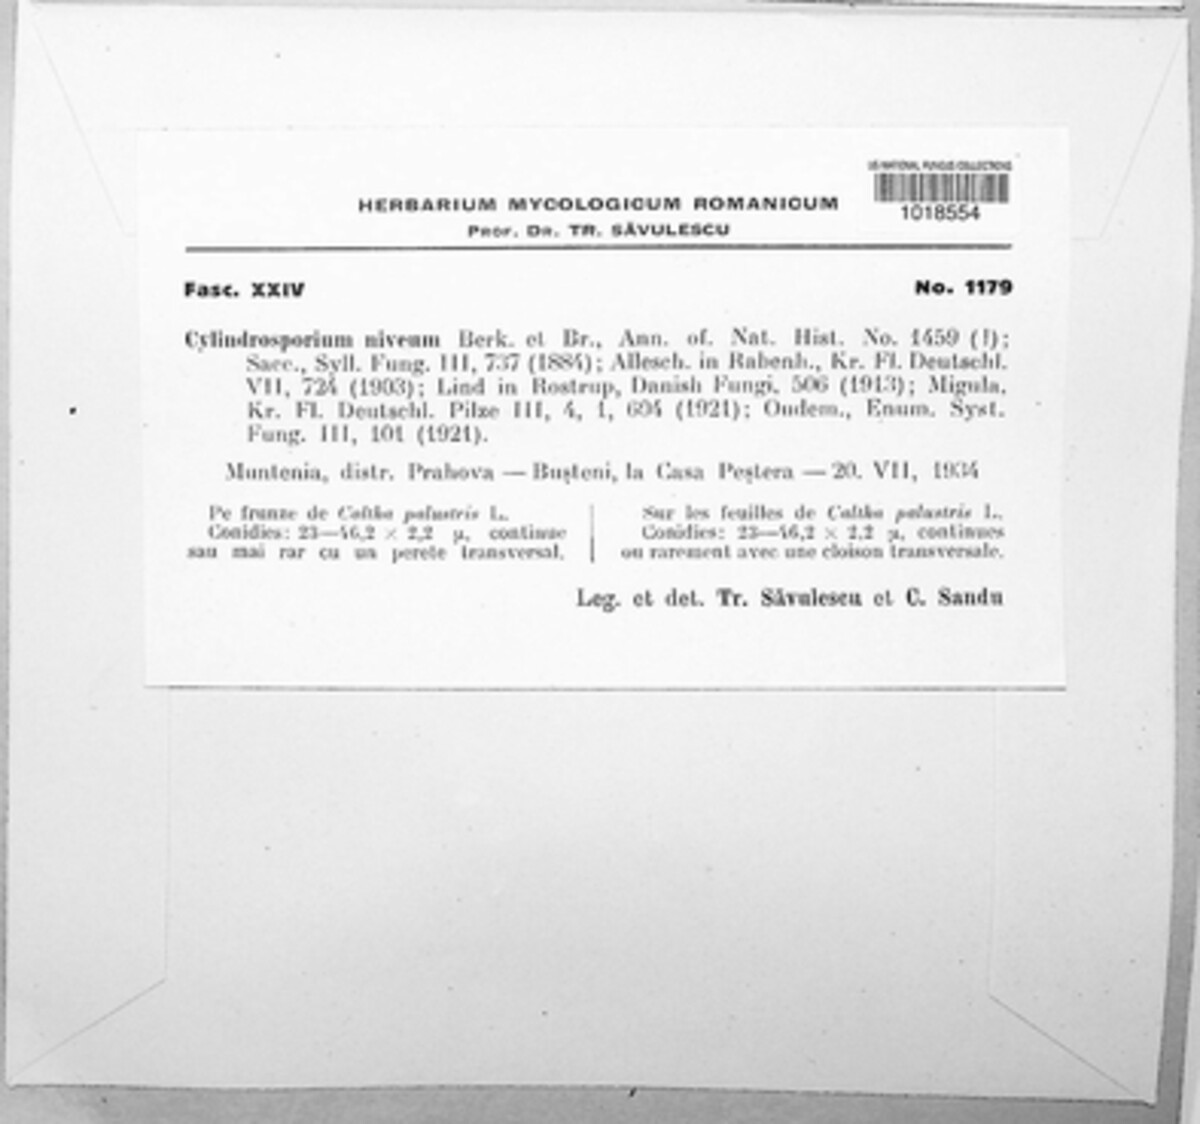 US NATIONAL FUNGUS COLLECTIONS
1018554
HERBARIUM MYCOLOGICUM ROMANICUM
PROF. DR. TR. SĂVULESCU
Fasc. XXIV No. 1179
Cylindrosporium niveum Berk. et Br., Ann. of. Nat. Hist. No. 1459 (!);
Sacc., Syll. Fung. III, 737 (1884); Allesch. in Rabenh., Kr. Fl. Deutschl.
VII, 724 (1903); Lind in Rostrup, Danish Fungi, 506 (1913); Migula,
Kr. Fl. Deutschl. Pilze III, 4, 1, 604 (1921); Oudem., Enum. Syst.
Fung. III, 101 (1921).
Muntenia, distr. Prahova — Bușteni, la Casa Peștera — 20. VII, 1934
Pe frunze de Caltha palustris L.
Conidies: 23—46,2 × 2,2 µ, continue
sau mai rar cu un perete transversal.
Sur les feuilles de Caltha palustris L.
Conidies: 23—46,2 × 2,2 µ, continues
ou rarement avec une cloison transversale.
Leg. et det. Tr. Săvulescu et C. Sandu